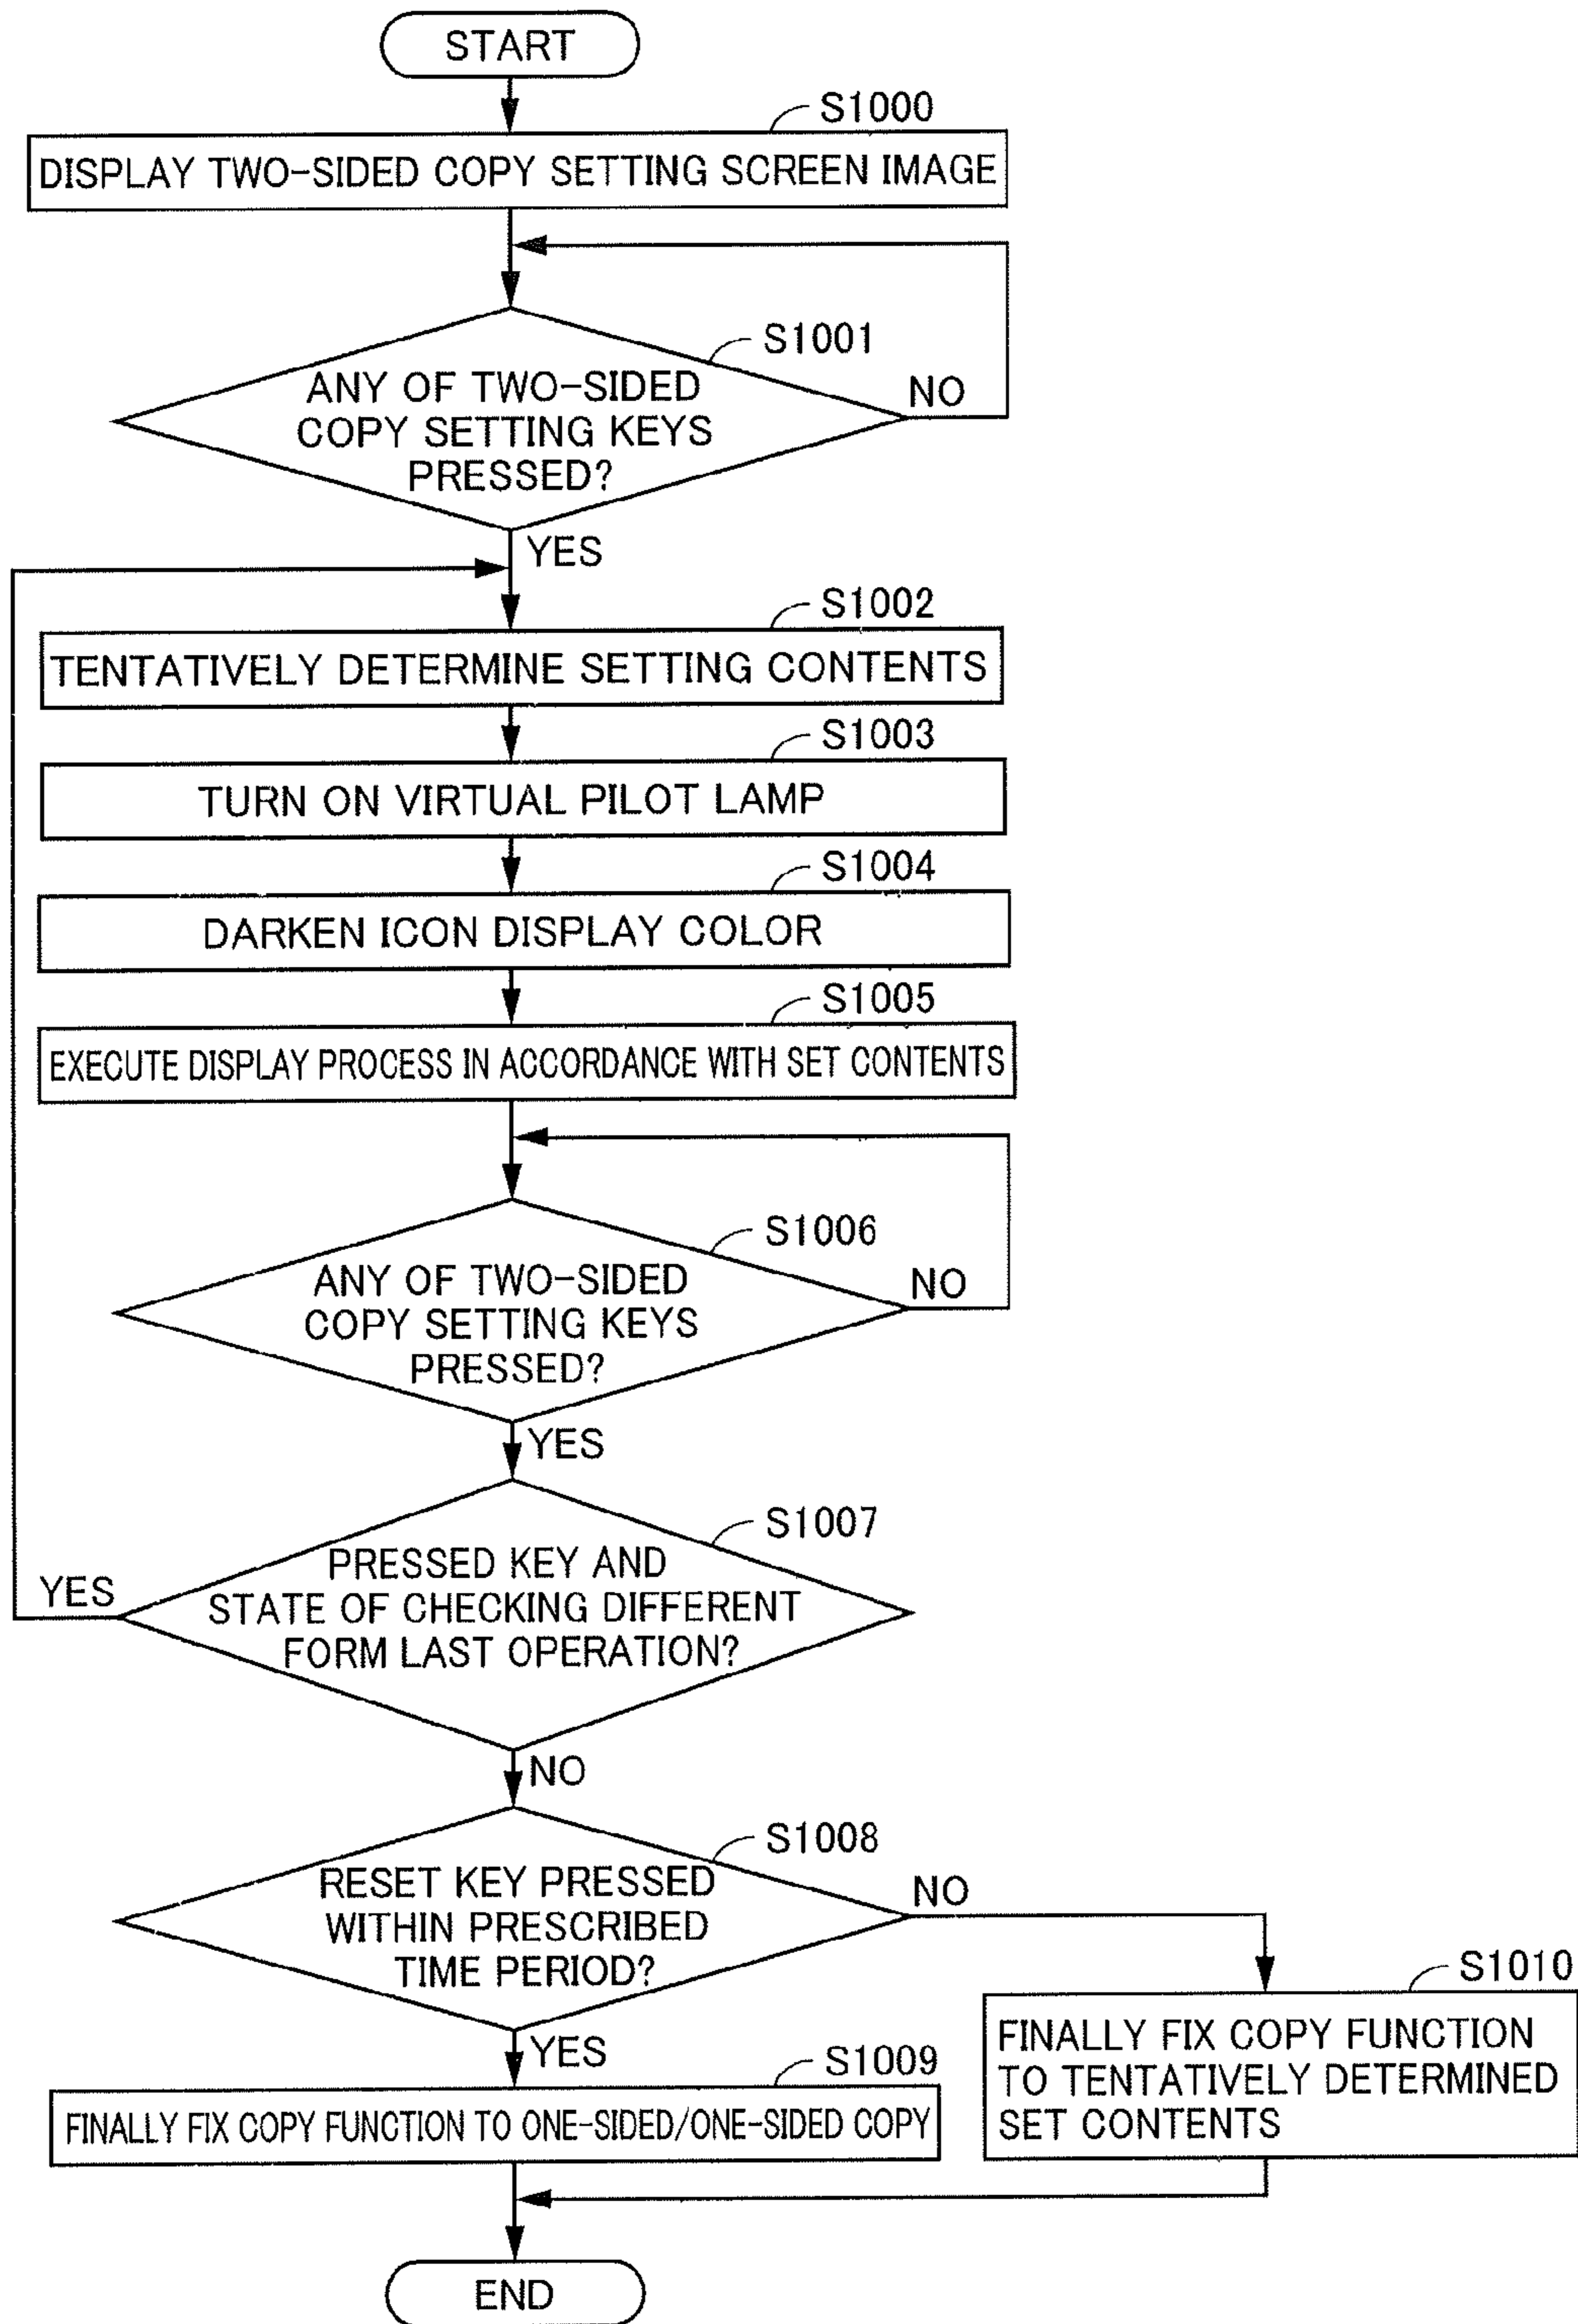 START
S1000
DISPLAY TWO-SIDED COPY SETTING SCREEN IMAGE
S1001
ANY OF TWO-SIDED
COPY SETTING KEYS
PRESSED?
NO
YES
S1002
TENTATIVELY DETERMINE SETTING CONTENTS
S1003
TURN ON VIRTUAL PILOT LAMP
S1004
DARKEN ICON DISPLAY COLOR
S1005
EXECUTE DISPLAY PROCESS IN ACCORDANCE WITH SET CONTENTS
S1006
ANY OF TWO-SIDED
COPY SETTING KEYS
PRESSED?
NO
YES
S1007
PRESSED KEY AND
STATE OF CHECKING DIFFERENT
FORM LAST OPERATION?
YES
NO
S1008
RESET KEY PRESSED
WITHIN PRESCRIBED
TIME PERIOD?
NO
YES
S1010
FINALLY FIX COPY FUNCTION
TO TENTATIVELY DETERMINED
SET CONTENTS
S1009
FINALLY FIX COPY FUNCTION TO ONE-SIDED/ONE-SIDED COPY
END